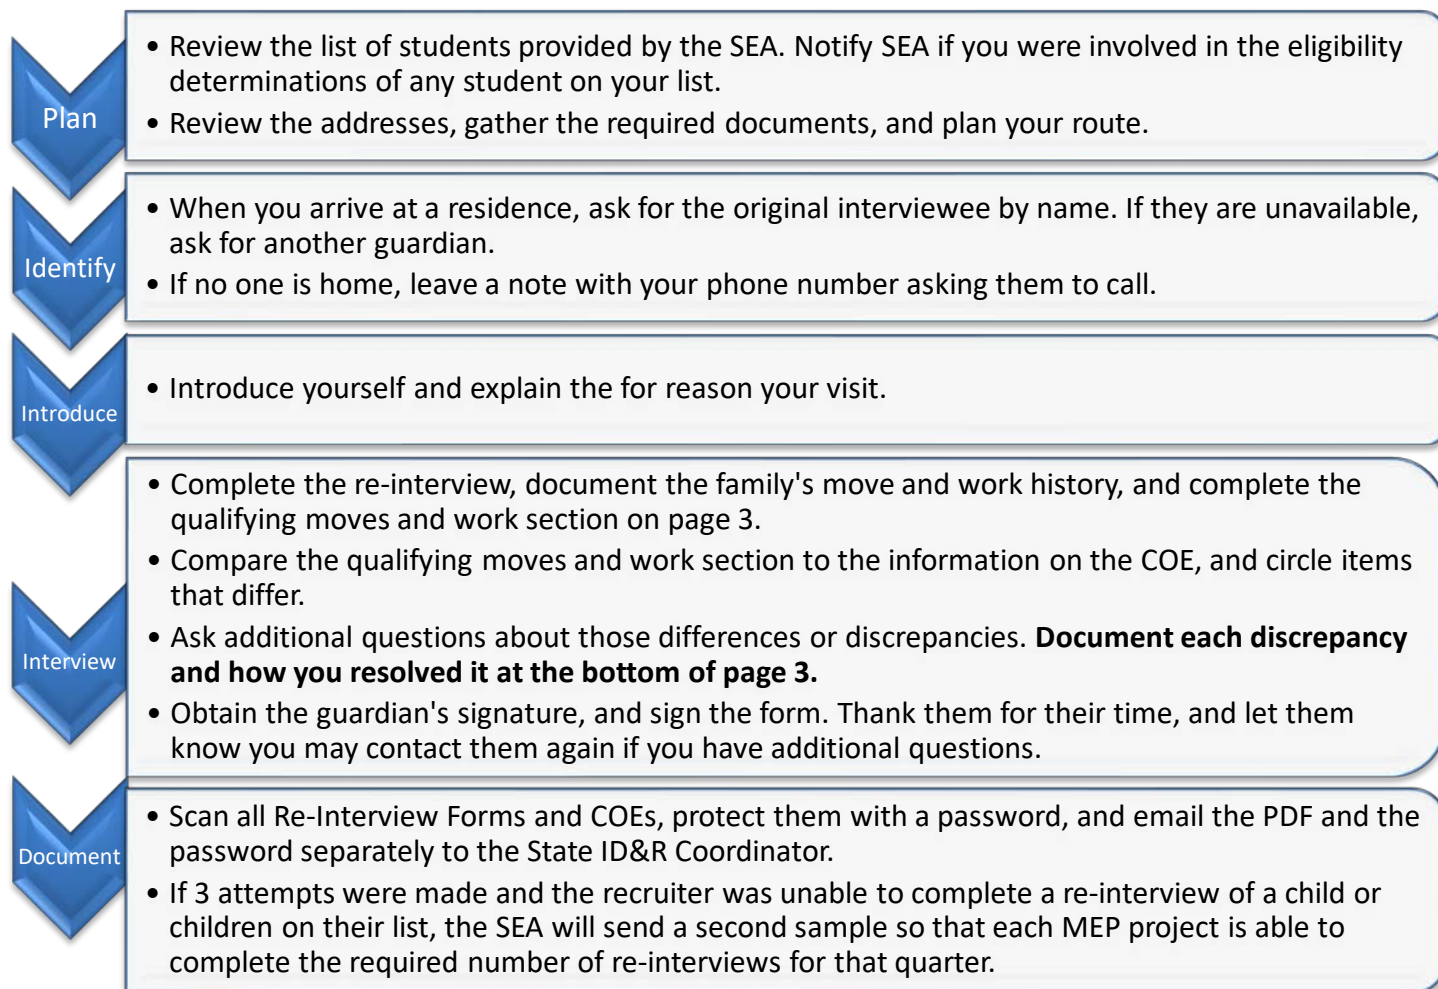 Plan
• Review the list of students provided by the SEA. Notify SEA if you were involved in the eligibility
determinations of any student on your list.
• Review the addresses, gather the required documents, and plan your route.
Identify
• When you arrive at a residence, ask for the original interviewee by name. If they are unavailable,
ask for another guardian.
• If no one is home, leave a note with your phone number asking them to call.
Introduce
• Introduce yourself and explain the for reason your visit.
Interview
• Complete the re-interview, document the family's move and work history, and complete the
qualifying moves and work section on page 3.
• Compare the qualifying moves and work section to the information on the COE, and circle items
that differ.
• Ask additional questions about those differences or discrepancies. Document each discrepancy
and how you resolved it at the bottom of page 3.
• Obtain the guardian's signature, and sign the form. Thank them for their time, and let them
know you may contact them again if you have additional questions.
Document
• Scan all Re-Interview Forms and COEs, protect them with a password, and email the PDF and the
password separately to the State ID&R Coordinator.
• If 3 attempts were made and the recruiter was unable to complete a re-interview of a child or
children on their list, the SEA will send a second sample so that each MEP project is able to
complete the required number of re-interviews for that quarter.